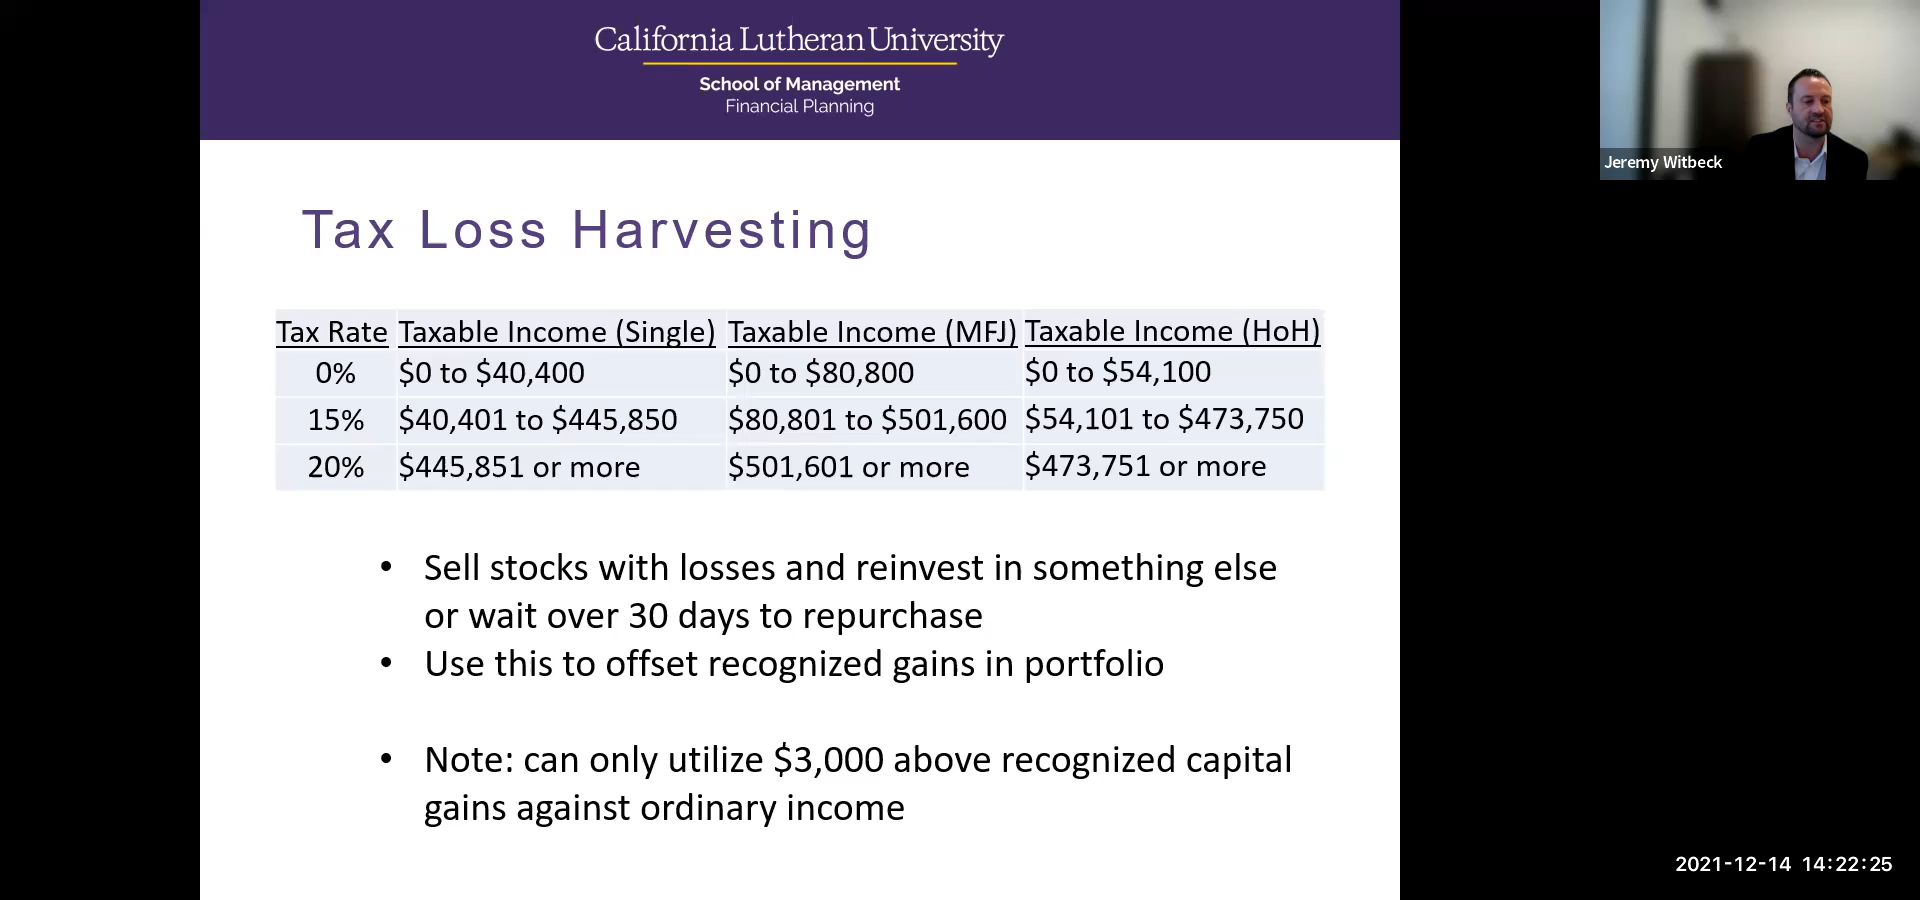 California Lutheran University
School of Management
Financial Planning
Jeremy Witbeck
Tax Loss Harvesting
Tax Rate Taxable Income (Single) Taxable Income (MFJ) Taxable Income (HoH)
0% $0 to $40,400 $0 to $80,800 $0 to $54,100
15% $40,401 to $445,850 $80,801 to $501,600 $54,101 to $473,750
20% $445,851 or more $501,601 or more $473,751 or more
• Sell stocks with losses and reinvest in something else
or wait over 30 days to repurchase
• Use this to offset recognized gains in portfolio
• Note: can only utilize $3,000 above recognized capital
gains against ordinary income
2021-12-14 14:22:25